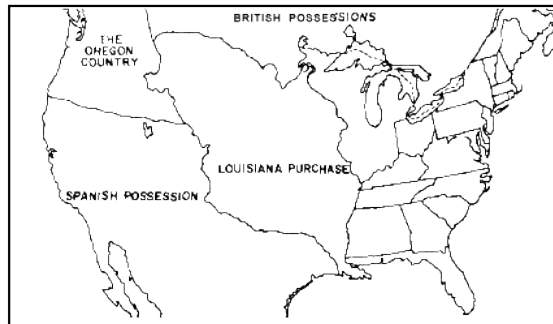 BRITISH POSSESSIONS
THE
OREGON
COUNTRY
LOUISIANA PURCHASE
SPANISH POSSESSION